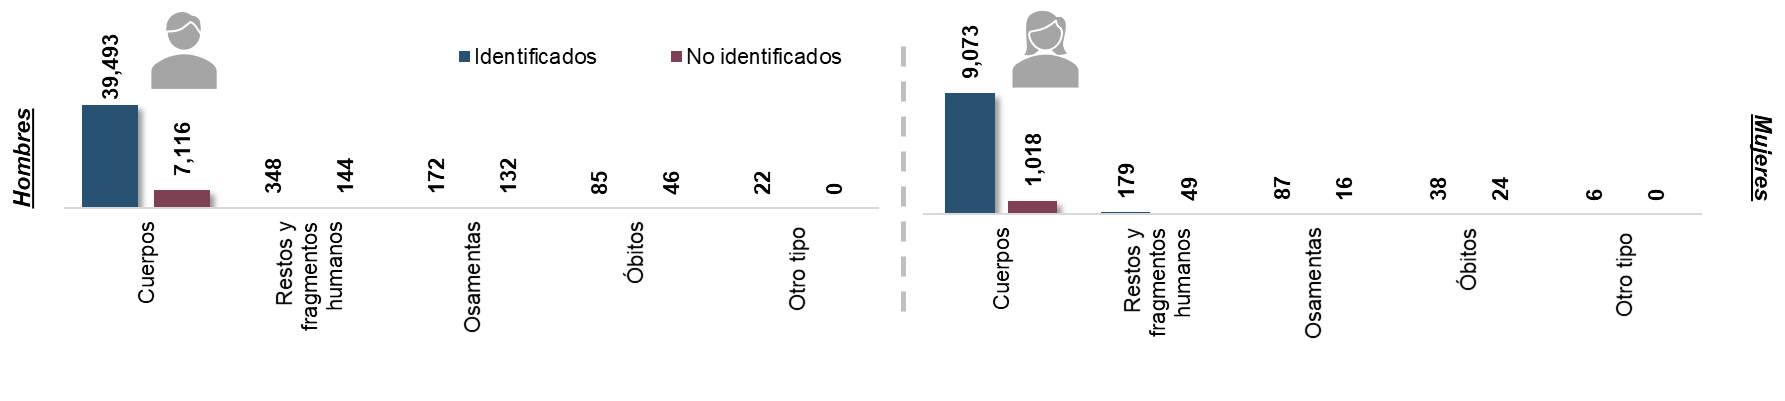 Hombres
39,493
7,116
348
144
172
132
85
46
22
0
Identificados
No identificados
Cuerpos
Restos y
fragmentos
humanos
Osamentas
Óbitos
Otro tipo
9,073
1,018
179
49
87
16
38
24
6
0
Cuerpos
Restos y
fragmentos
humanos
Osamentas
Óbitos
Otro tipo
Mujeres